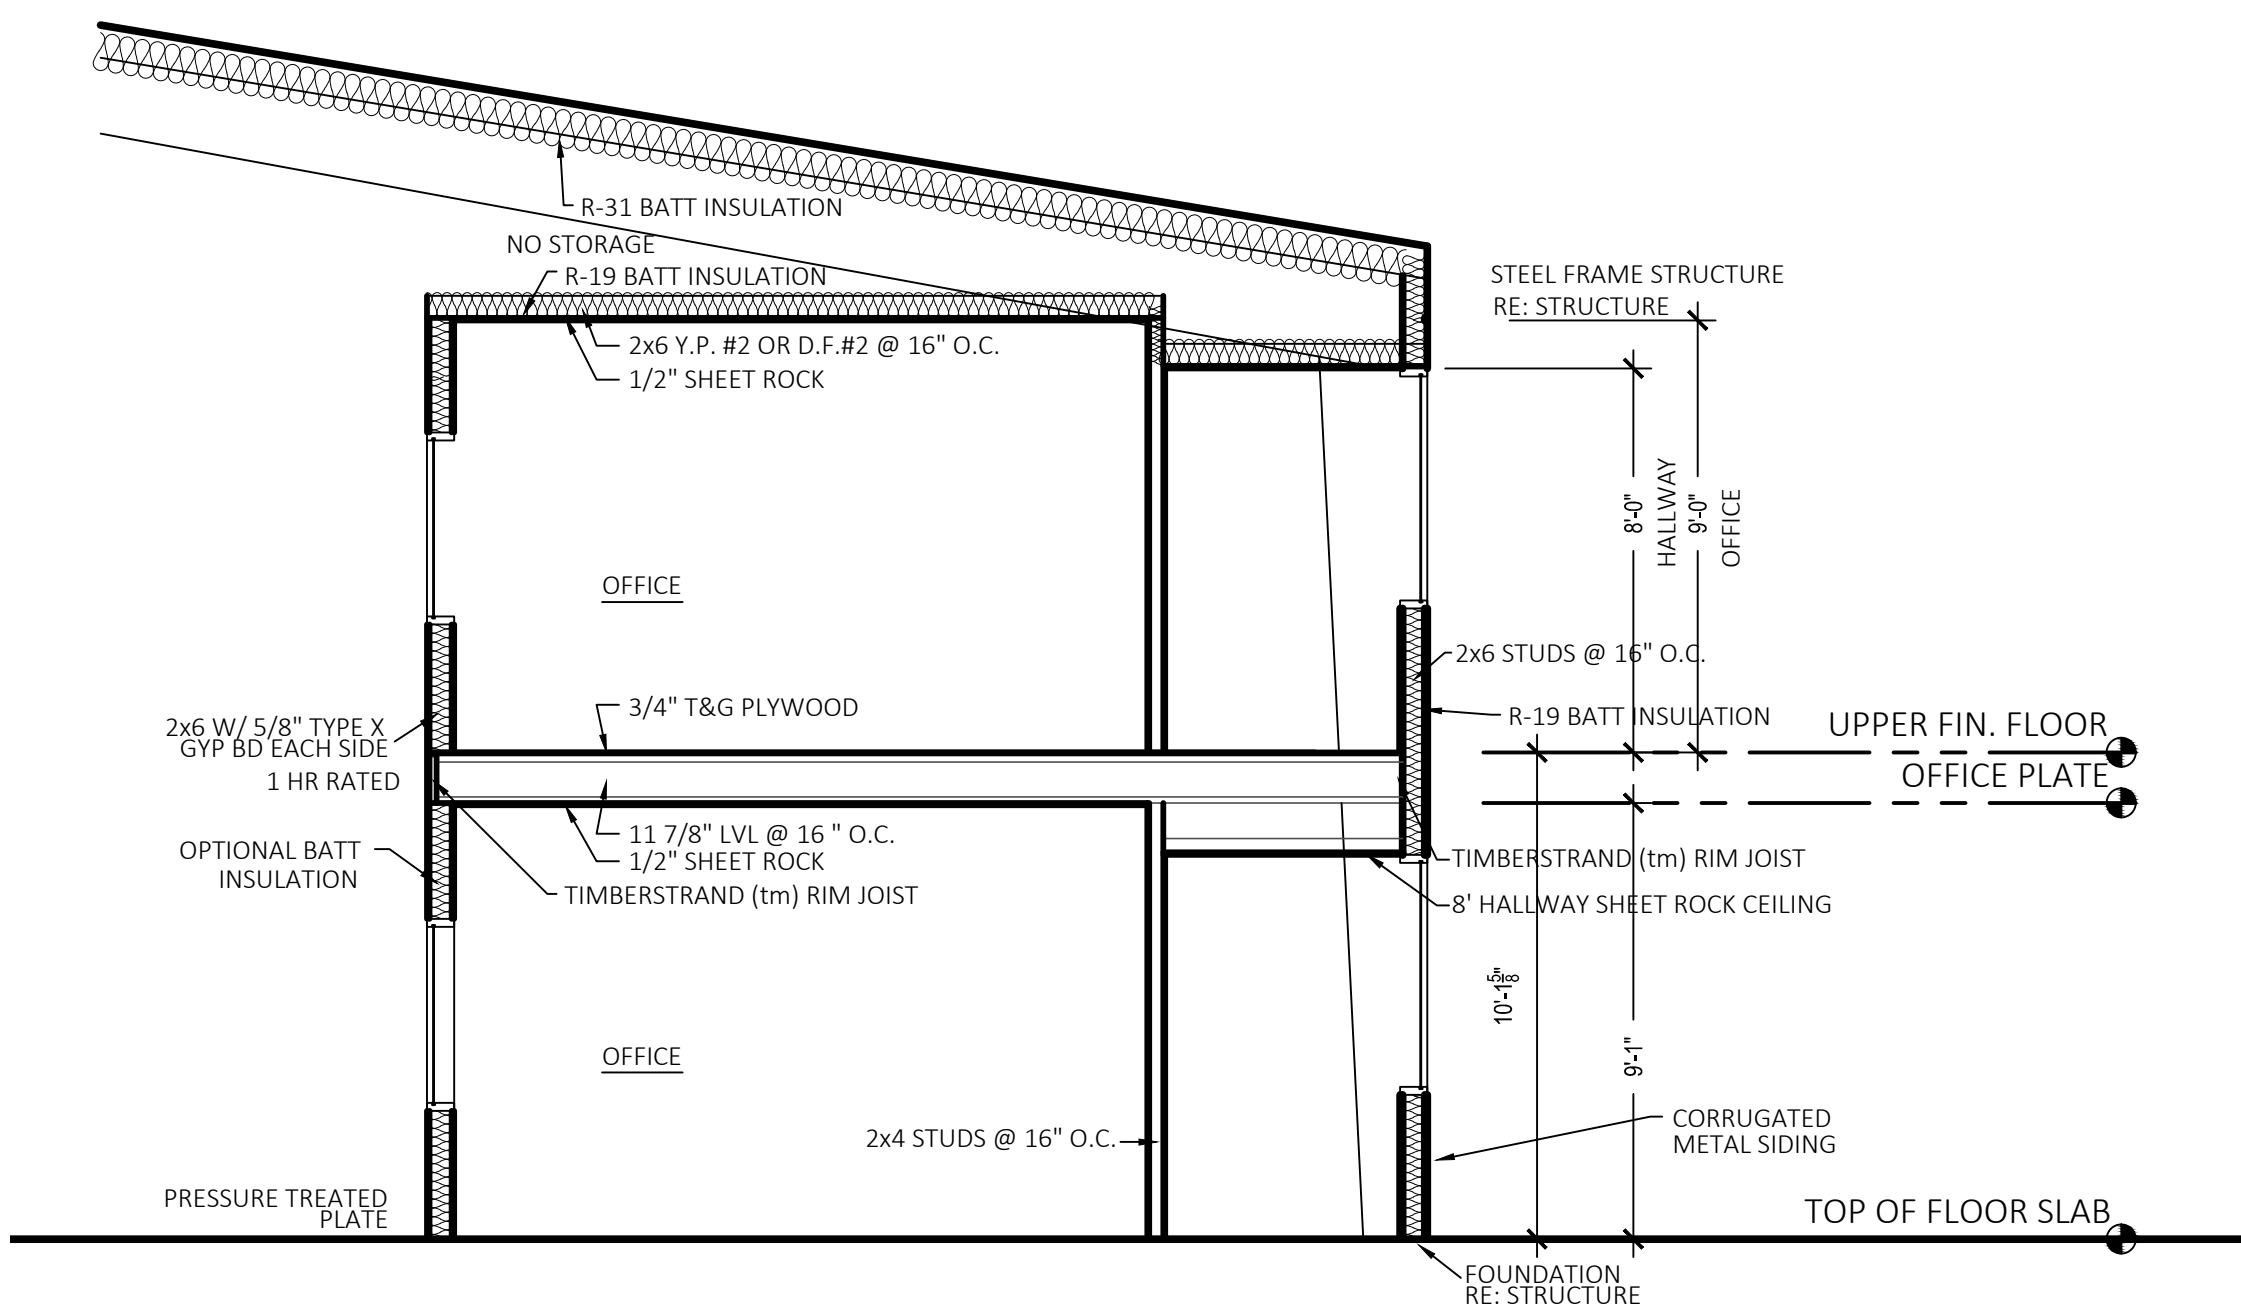 R-31 BATT INSULATION
NO STORAGE
R-19 BATT INSULATION
STEEL FRAME STRUCTURE
RE: STRUCTURE
2x6 Y.P. #2 OR D.F.#2 @ 16" O.C.
1/2" SHEET ROCK
8'-0"
HALLWAY
9'-0"
OFFICE
OFFICE
2x6 STUDS @ 16" O.C.
3/4" T&G PLYWOOD
R-19 BATT INSULATION
2x6 W/ 5/8" TYPE X
GYP BD EACH SIDE
1 HR RATED
UPPER FIN. FLOOR
OFFICE PLATE
11 7/8" LVL @ 16 " O.C.
1/2" SHEET ROCK
OPTIONAL BATT
INSULATION
TIMBERSTRAND (tm) RIM JOIST
TIMBERSTRAND (tm) RIM JOIST
8' HALLWAY SHEET ROCK CEILING
10'-1 5/8"
9'-1"
OFFICE
2x4 STUDS @ 16" O.C.
CORRUGATED
METAL SIDING
PRESSURE TREATED
PLATE
TOP OF FLOOR SLAB
FOUNDATION
RE: STRUCTURE